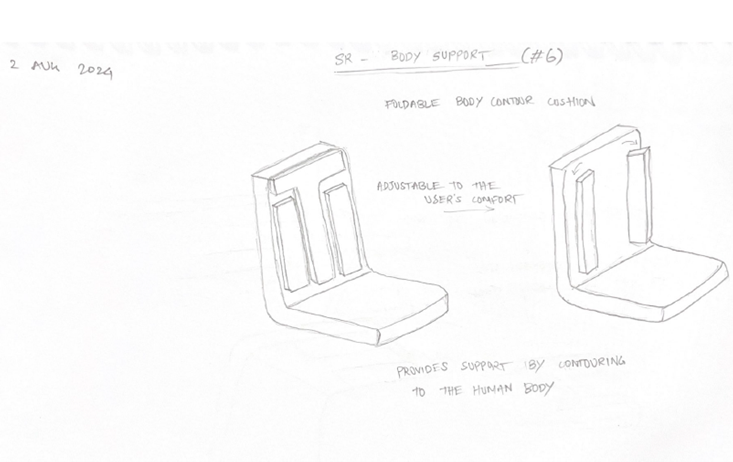 2 AUG 2024
SR - BODY SUPPORT (#6)
FOLDABLE BODY CONTOUR CUSHION
ADJUSTABLE TO THE
USER'S COMFORT
PROVIDES SUPPORT BY CONTOURING
TO THE HUMAN BODY